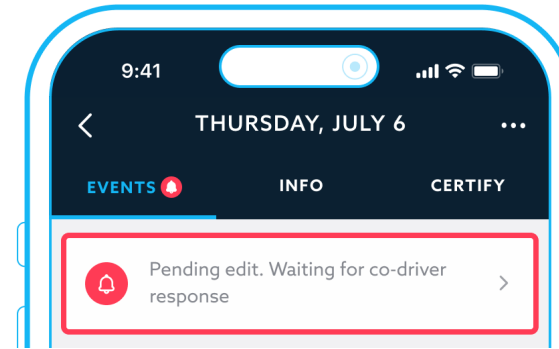 9:41
THURSDAY, JULY 6
EVENTS INFO CERTIFY
Pending edit. Waiting for co-driver
response